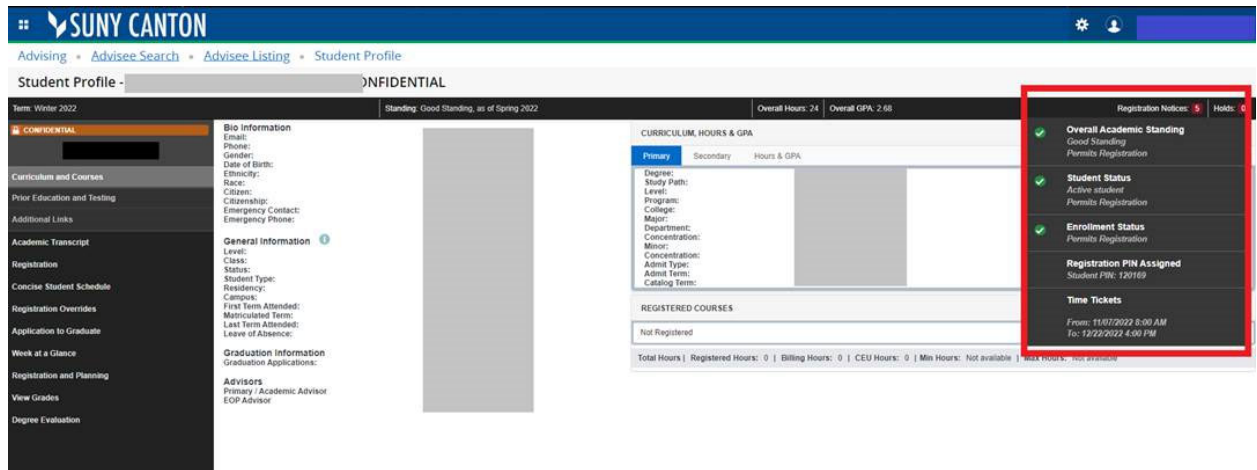 SUNY CANTON
Advising • Advisee Search • Advisee Listing • Student Profile
Student Profile - ONFIDENTIAL
Term: Winter 2022
Standing: Good Standing, as of Spring 2022
Overall Hours: 24
Overall GPA: 2.68
Registration Notices: 5
Holds: 0
CONFIDENTIAL
Curriculum and Courses
Prior Education and Testing
Additional Links
Academic Transcript
Registration
Concise Student Schedule
Registration Overrides
Application to Graduate
Week at a Glance
Registration and Planning
View Grades
Degree Evaluation
Bio Information
Email:
Phone:
Gender:
Date of Birth:
Ethnicity:
Race:
Citizen:
Citizenship:
Emergency Contact:
Emergency Phone:
General Information
Level:
Class:
Status:
Student Type:
Residency:
Campus:
First Term Attended:
Matriculated Term:
Last Term Attended:
Leave of Absence:
Graduation Information
Graduation Applications:
Advisors
Primary / Academic Advisor
EOP Advisor
CURRICULUM, HOURS & GPA
Primary
Secondary
Hours & GPA
Degree:
Study Path:
Level:
Program:
College:
Major:
Department:
Concentration:
Minor:
Concentration:
Admit Type:
Admit Term:
Catalog Term:
REGISTERED COURSES
Not Registered
Total Hours | Registered Hours: 0 | Billing Hours: 0 | CEU Hours: 0 | Min Hours: Not available | Max Hours: Not available
Overall Academic Standing
Good Standing
Permits Registration
Student Status
Active student
Permits Registration
Enrollment Status
Permits Registration
Registration PIN Assigned
Student PIN: 120169
Time Tickets
From: 11/07/2022 8:00 AM
To: 12/22/2022 4:00 PM